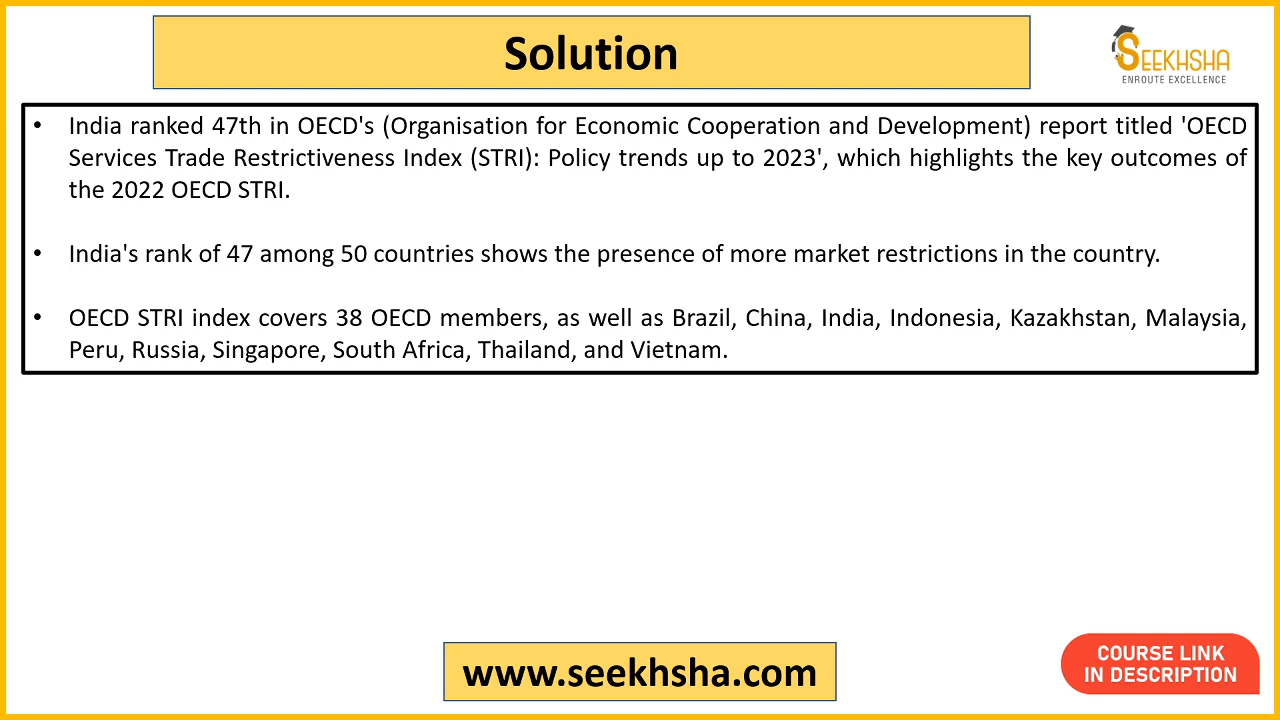 Solution
SEEKHSHA
ENROUTE EXCELLENCE
• India ranked 47th in OECD's (Organisation for Economic Cooperation and Development) report titled 'OECD
Services Trade Restrictiveness Index (STRI): Policy trends up to 2023', which highlights the key outcomes of
the 2022 OECD STRI.
• India's rank of 47 among 50 countries shows the presence of more market restrictions in the country.
• OECD STRI index covers 38 OECD members, as well as Brazil, China, India, Indonesia, Kazakhstan, Malaysia,
Peru, Russia, Singapore, South Africa, Thailand, and Vietnam.
www.seekhsha.com
COURSE LINK
IN DESCRIPTION